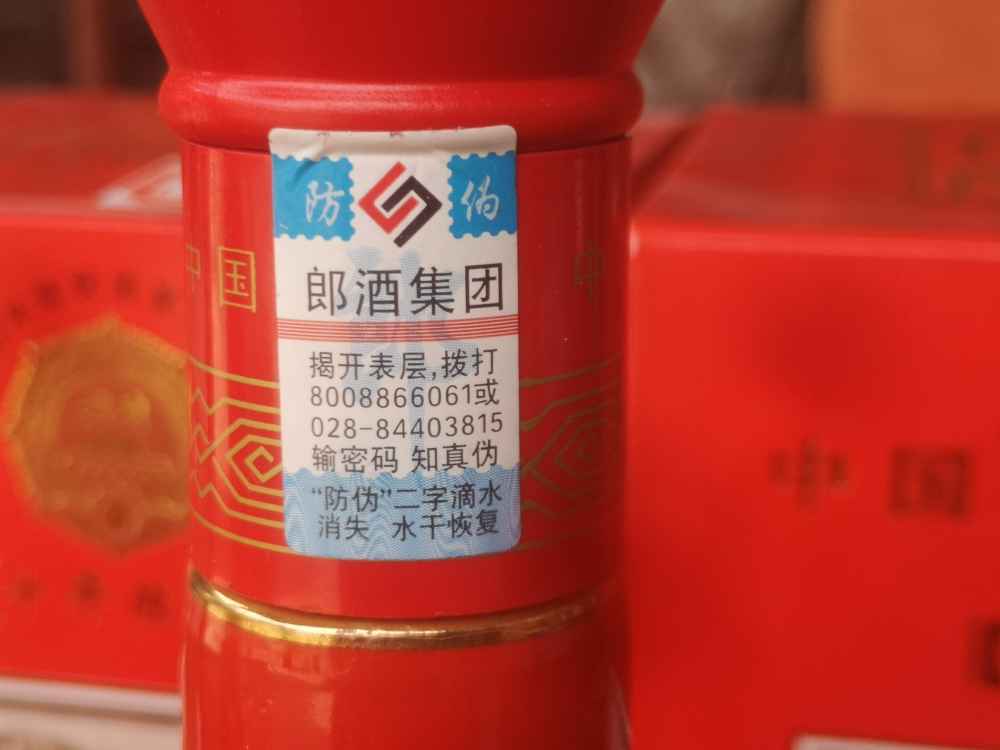 防 伪
郎酒集团
揭开表层,拨打
8008866061或
028-84403815
输密码 知真伪
“防伪”二字滴水
消失 水干恢复
中国
中
中国